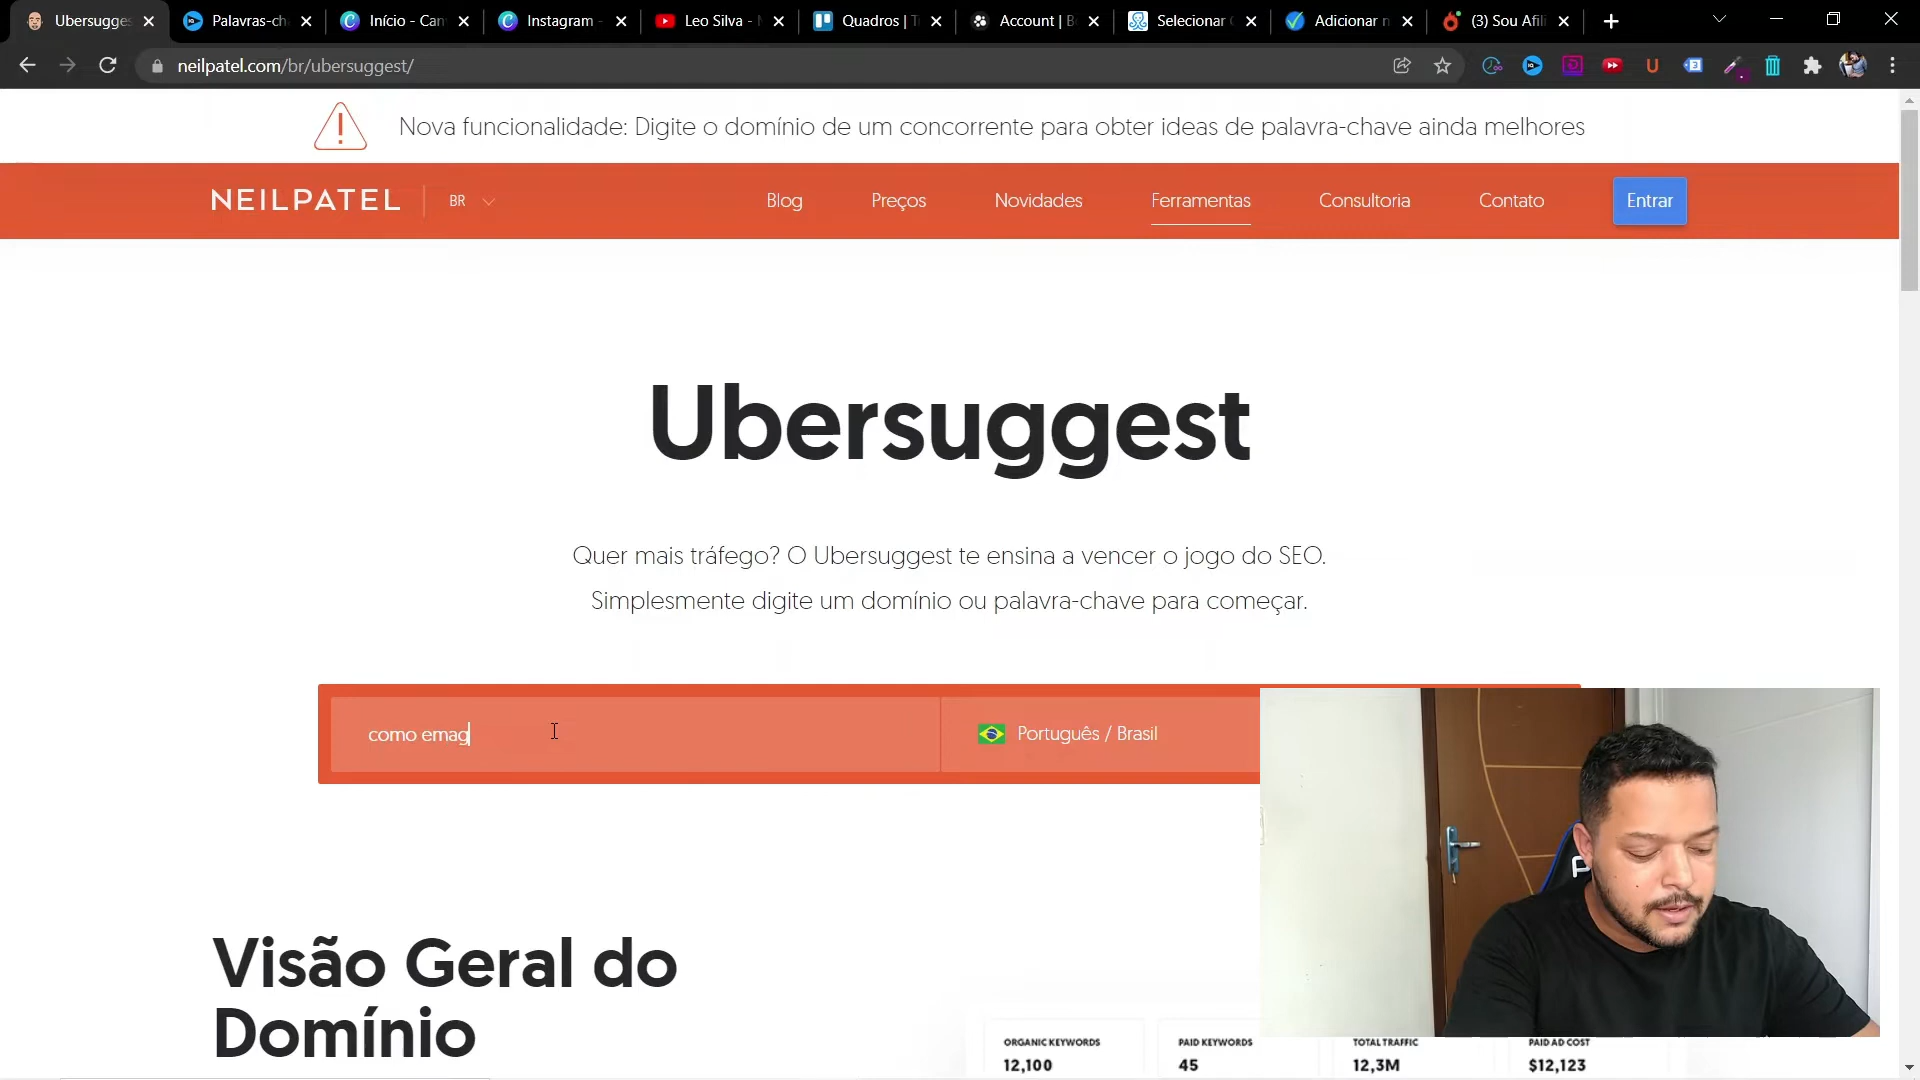 Ubersugges
Palavras-ch
Início - Can
Instagram -
Leo Silva -
Quadros | T
Account | B
Selecionar
Adicionar
(3) Sou Afili
neilpatel.com/br/ubersuggest/
Nova funcionalidade: Digite o domínio de um concorrente para obter ideas de palavra-chave ainda melhores
NEILPATEL
BR
Blog
Preços
Novidades
Ferramentas
Consultoria
Contato
Entrar
Ubersuggest
Quer mais tráfego? O Ubersuggest te ensina a vencer o jogo do SEO.
Simplesmente digite um domínio ou palavra-chave para começar.
como emag
Português / Brasil
Visão Geral do
Domínio
ORGANIC KEYWORDS
12,100
PAID KEYWORDS
45
TOTAL TRAFFIC
12,3M
PAID AD COST
$12,123